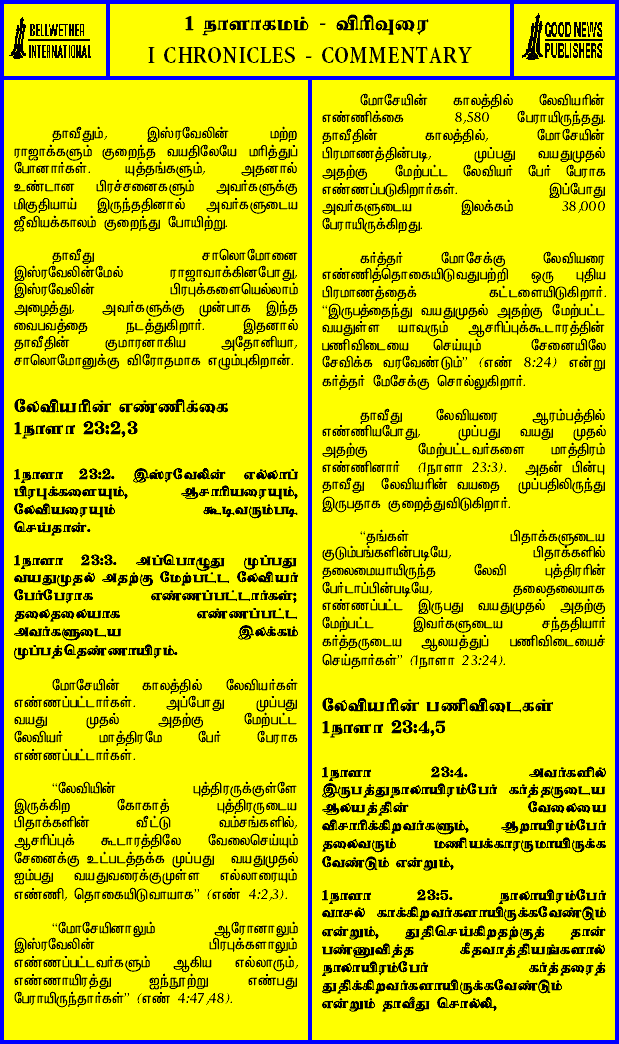 BELLWETHER
INTERNATIONAL
1 நாளாகமம் - விரிவுரை
I CHRONICLES - COMMENTARY
GOOD NEWS
PUBLISHERS
தாவீதும், இஸ்ரவேலின் மற்ற
ராஜாக்களும் குறைந்த வயதிலேயே மரித்துப்
போனார்கள். யுத்தங்களும், அதனால்
உண்டான பிரச்சனைகளும் அவர்களுக்கு
மிகுதியாய் இருந்ததினால் அவர்களுடைய
ஜீவியக்காலம் குறைந்து போயிற்று.
தாவீது சாலொமோனை
இஸ்ரவேலின்மேல் ராஜாவாக்கினபோது,
இஸ்ரவேலின் பிரபுக்களையெல்லாம்
அழைத்து, அவர்களுக்கு முன்பாக இந்த
வைபவத்தை நடத்துகிறார். இதனால்
தாவீதின் குமாரனாகிய அதோனியா,
சாலொமோனுக்கு விரோதமாக எழும்புகிறான்.
லேவியரின் எண்ணிக்கை
1நாளா 23:2,3
1நாளா 23:2. இஸ்ரவேலின் எல்லாப்
பிரபுக்களையும், ஆசாரியரையும்,
லேவியரையும் கூடிவரும்படி
செய்தான்.
1நாளா 23:3. அப்பொழுது முப்பது
வயதுமுதல் அதற்கு மேற்பட்ட லேவியர்
பேர்பேராக எண்ணப்பட்டார்கள்;
தலைதலையாக எண்ணப்பட்ட
அவர்களுடைய இலக்கம்
முப்பத்தெண்ணாயிரம்.
மோசேயின் காலத்தில் லேவியர்கள்
எண்ணப்பட்டார்கள். அப்போது முப்பது
வயது முதல் அதற்கு மேற்பட்ட
லேவியர் மாத்திரமே பேர் பேராக
எண்ணப்பட்டார்கள்.
“லேவியின் புத்திரருக்குள்ளே
இருக்கிற கோகாத் புத்திரருடைய
பிதாக்களின் வீட்டு வம்சங்களில்,
ஆசரிப்புக் கூடாரத்திலே வேலைசெய்யும்
சேனைக்கு உட்படத்தக்க முப்பது வயதுமுதல்
ஐம்பது வயதுவரைக்குமுள்ள எல்லாரையும்
எண்ணி, தொகையிடுவாயாக” (எண் 4:2,3).
“மோசேயினாலும் ஆரோனாலும்
இஸ்ரவேலின் பிரபுக்களாலும்
எண்ணப்பட்டவர்களும் ஆகிய எல்லாரும்,
எண்ணாயிரத்து ஐந்நூற்று எண்பது
பேராயிருந்தார்கள்” (எண் 4:47,48).
மோசேயின் காலத்தில் லேவியரின்
எண்ணிக்கை 8,580 பேராயிருந்தது.
தாவீதின் காலத்தில், மோசேயின்
பிரமாணத்தின்படி, முப்பது வயதுமுதல்
அதற்கு மேற்பட்ட லேவியர் பேர் பேராக
எண்ணப்படுகிறார்கள். இப்போது
அவர்களுடைய இலக்கம் 38,000
பேராயிருக்கிறது.
கர்த்தர் மோசேக்கு லேவியரை
எண்ணித்தொகையிடுவதுபற்றி ஒரு புதிய
பிரமாணத்தைக் கட்டளையிடுகிறார்.
“இருபத்தைந்து வயதுமுதல் அதற்கு மேற்பட்ட
வயதுள்ள யாவரும் ஆசரிப்புக்கூடாரத்தின்
பணிவிடையை செய்யும் சேனையிலே
சேவிக்க வரவேண்டும்” (எண் 8:24) என்று
கர்த்தர் மேசேக்கு சொல்லுகிறார்.
தாவீது லேவியரை ஆரம்பத்தில்
எண்ணியபோது, முப்பது வயது முதல்
அதற்கு மேற்பட்டவர்களை மாத்திரம்
எண்ணினார் (1நாளா 23:3). அதன் பின்பு
தாவீது லேவியரின் வயதை முப்பதிலிருந்து
இருபதாக குறைத்துவிடுகிறார்.
“தங்கள் பிதாக்களுடைய
குடும்பங்களின்படியே, பிதாக்களில்
தலைமையாயிருந்த லேவி புத்திரரின்
பேர்டாப்பின்படியே, தலைதலையாக
எண்ணப்பட்ட இருபது வயதுமுதல் அதற்கு
மேற்பட்ட இவர்களுடைய சந்ததியார்
கர்த்தருடைய ஆலயத்துப் பணிவிடையைச்
செய்தார்கள்” (1நாளா 23:24).
லேவியரின் பணிவிடைகள்
1நாளா 23:4,5
1நாளா 23:4. அவர்களில்
இருபத்துநாலாயிரம்பேர் கர்த்தருடைய
ஆலயத்தின் வேலையை
விசாரிக்கிறவர்களும், ஆறாயிரம்பேர்
தலைவரும் மணியக்காரருமாயிருக்க
வேண்டும் என்றும்,
1நாளா 23:5. நாலாயிரம்பேர்
வாசல் காக்கிறவர்களாயிருக்கவேண்டும்
என்றும், துதிசெய்கிறதற்குத் தான்
பண்ணுவித்த கீதவாத்தியங்களால்
நாலாயிரம்பேர் கர்த்தரைத்
துதிக்கிறவர்களாயிருக்கவேண்டும்
என்றும் தாவீது சொல்லி,